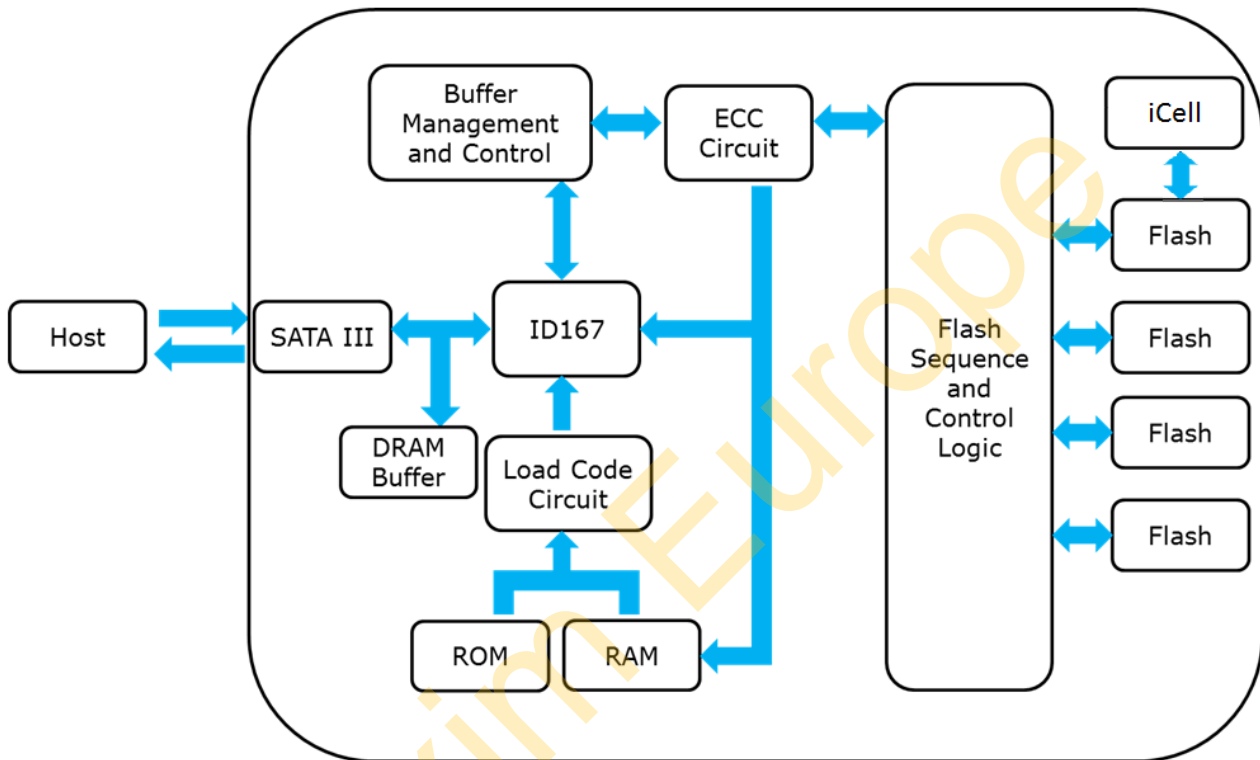 Buffer
Management
and Control
ECC
Circuit
iCell
Flash
Host
SATA III
ID167
Flash
Sequence
and
Control
Logic
Flash
DRAM
Buffer
Load Code
Circuit
Flash
Flash
ROM
RAM
Europe